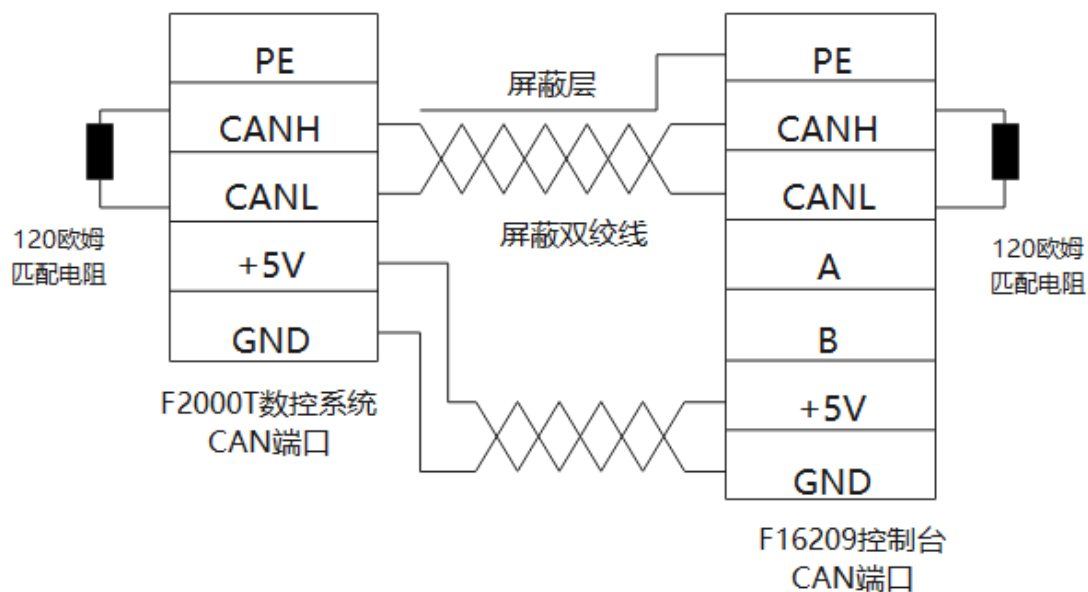 PE
CANH
CANL
+5V
GND
屏蔽层
屏蔽双绞线
PE
CANH
CANL
A
B
+5V
GND
120欧姆
匹配电阻
120欧姆
匹配电阻
F2000T数控系统
CAN端口
F16209控制台
CAN端口